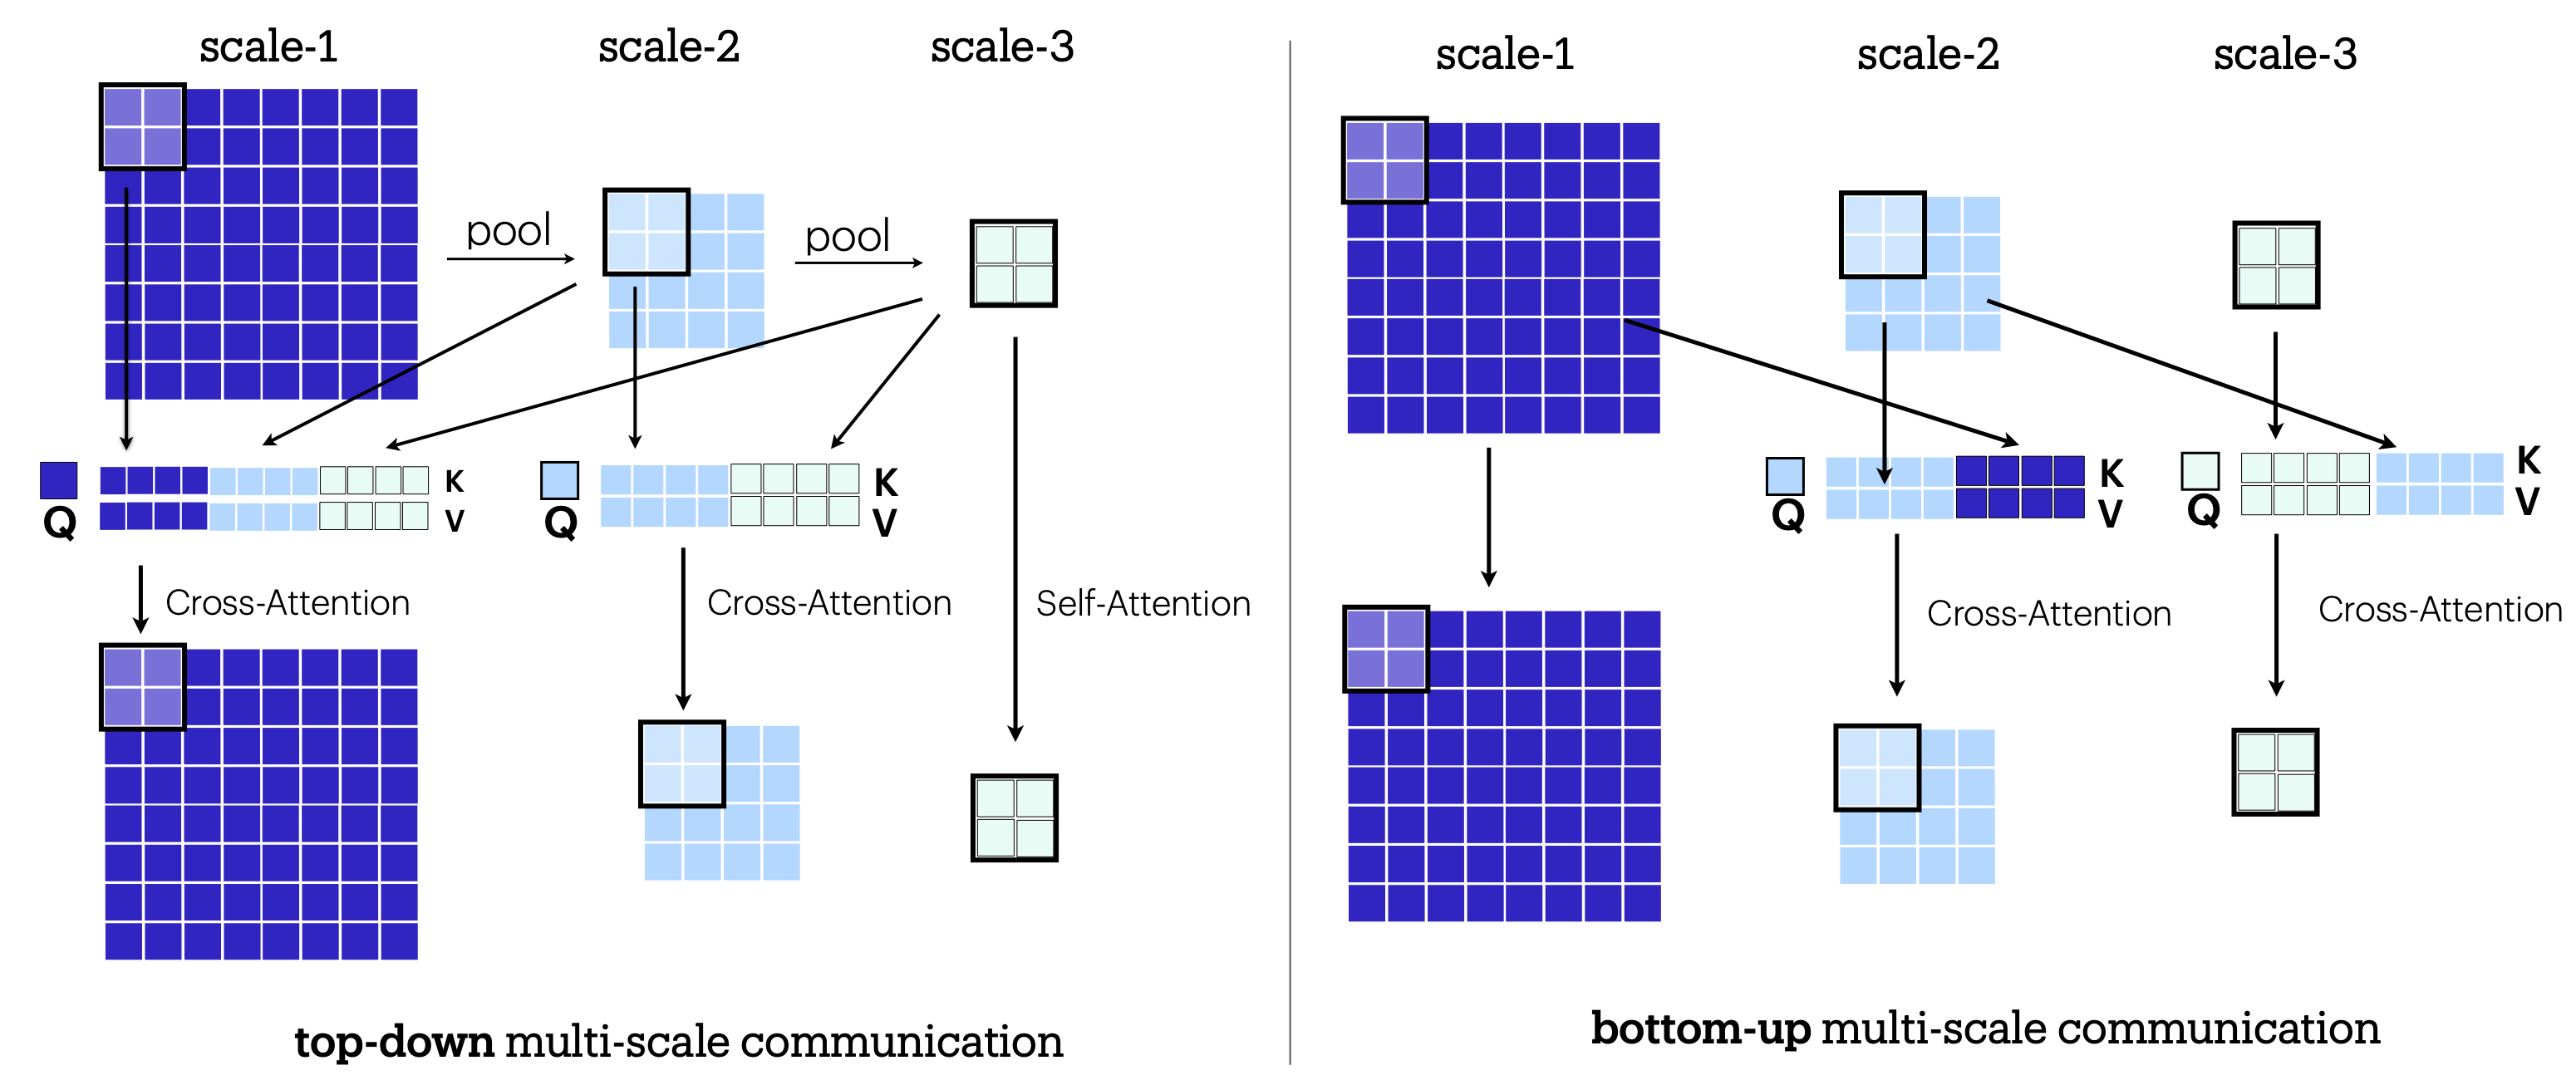 scale-1
scale-2
scale-3
pool
pool
Q
K
V
Q
K
V
Cross-Attention
Cross-Attention
Self-Attention
top-down multi-scale communication
scale-1
scale-2
scale-3
Q
K
V
Q
K
V
Cross-Attention
Cross-Attention
bottom-up multi-scale communication